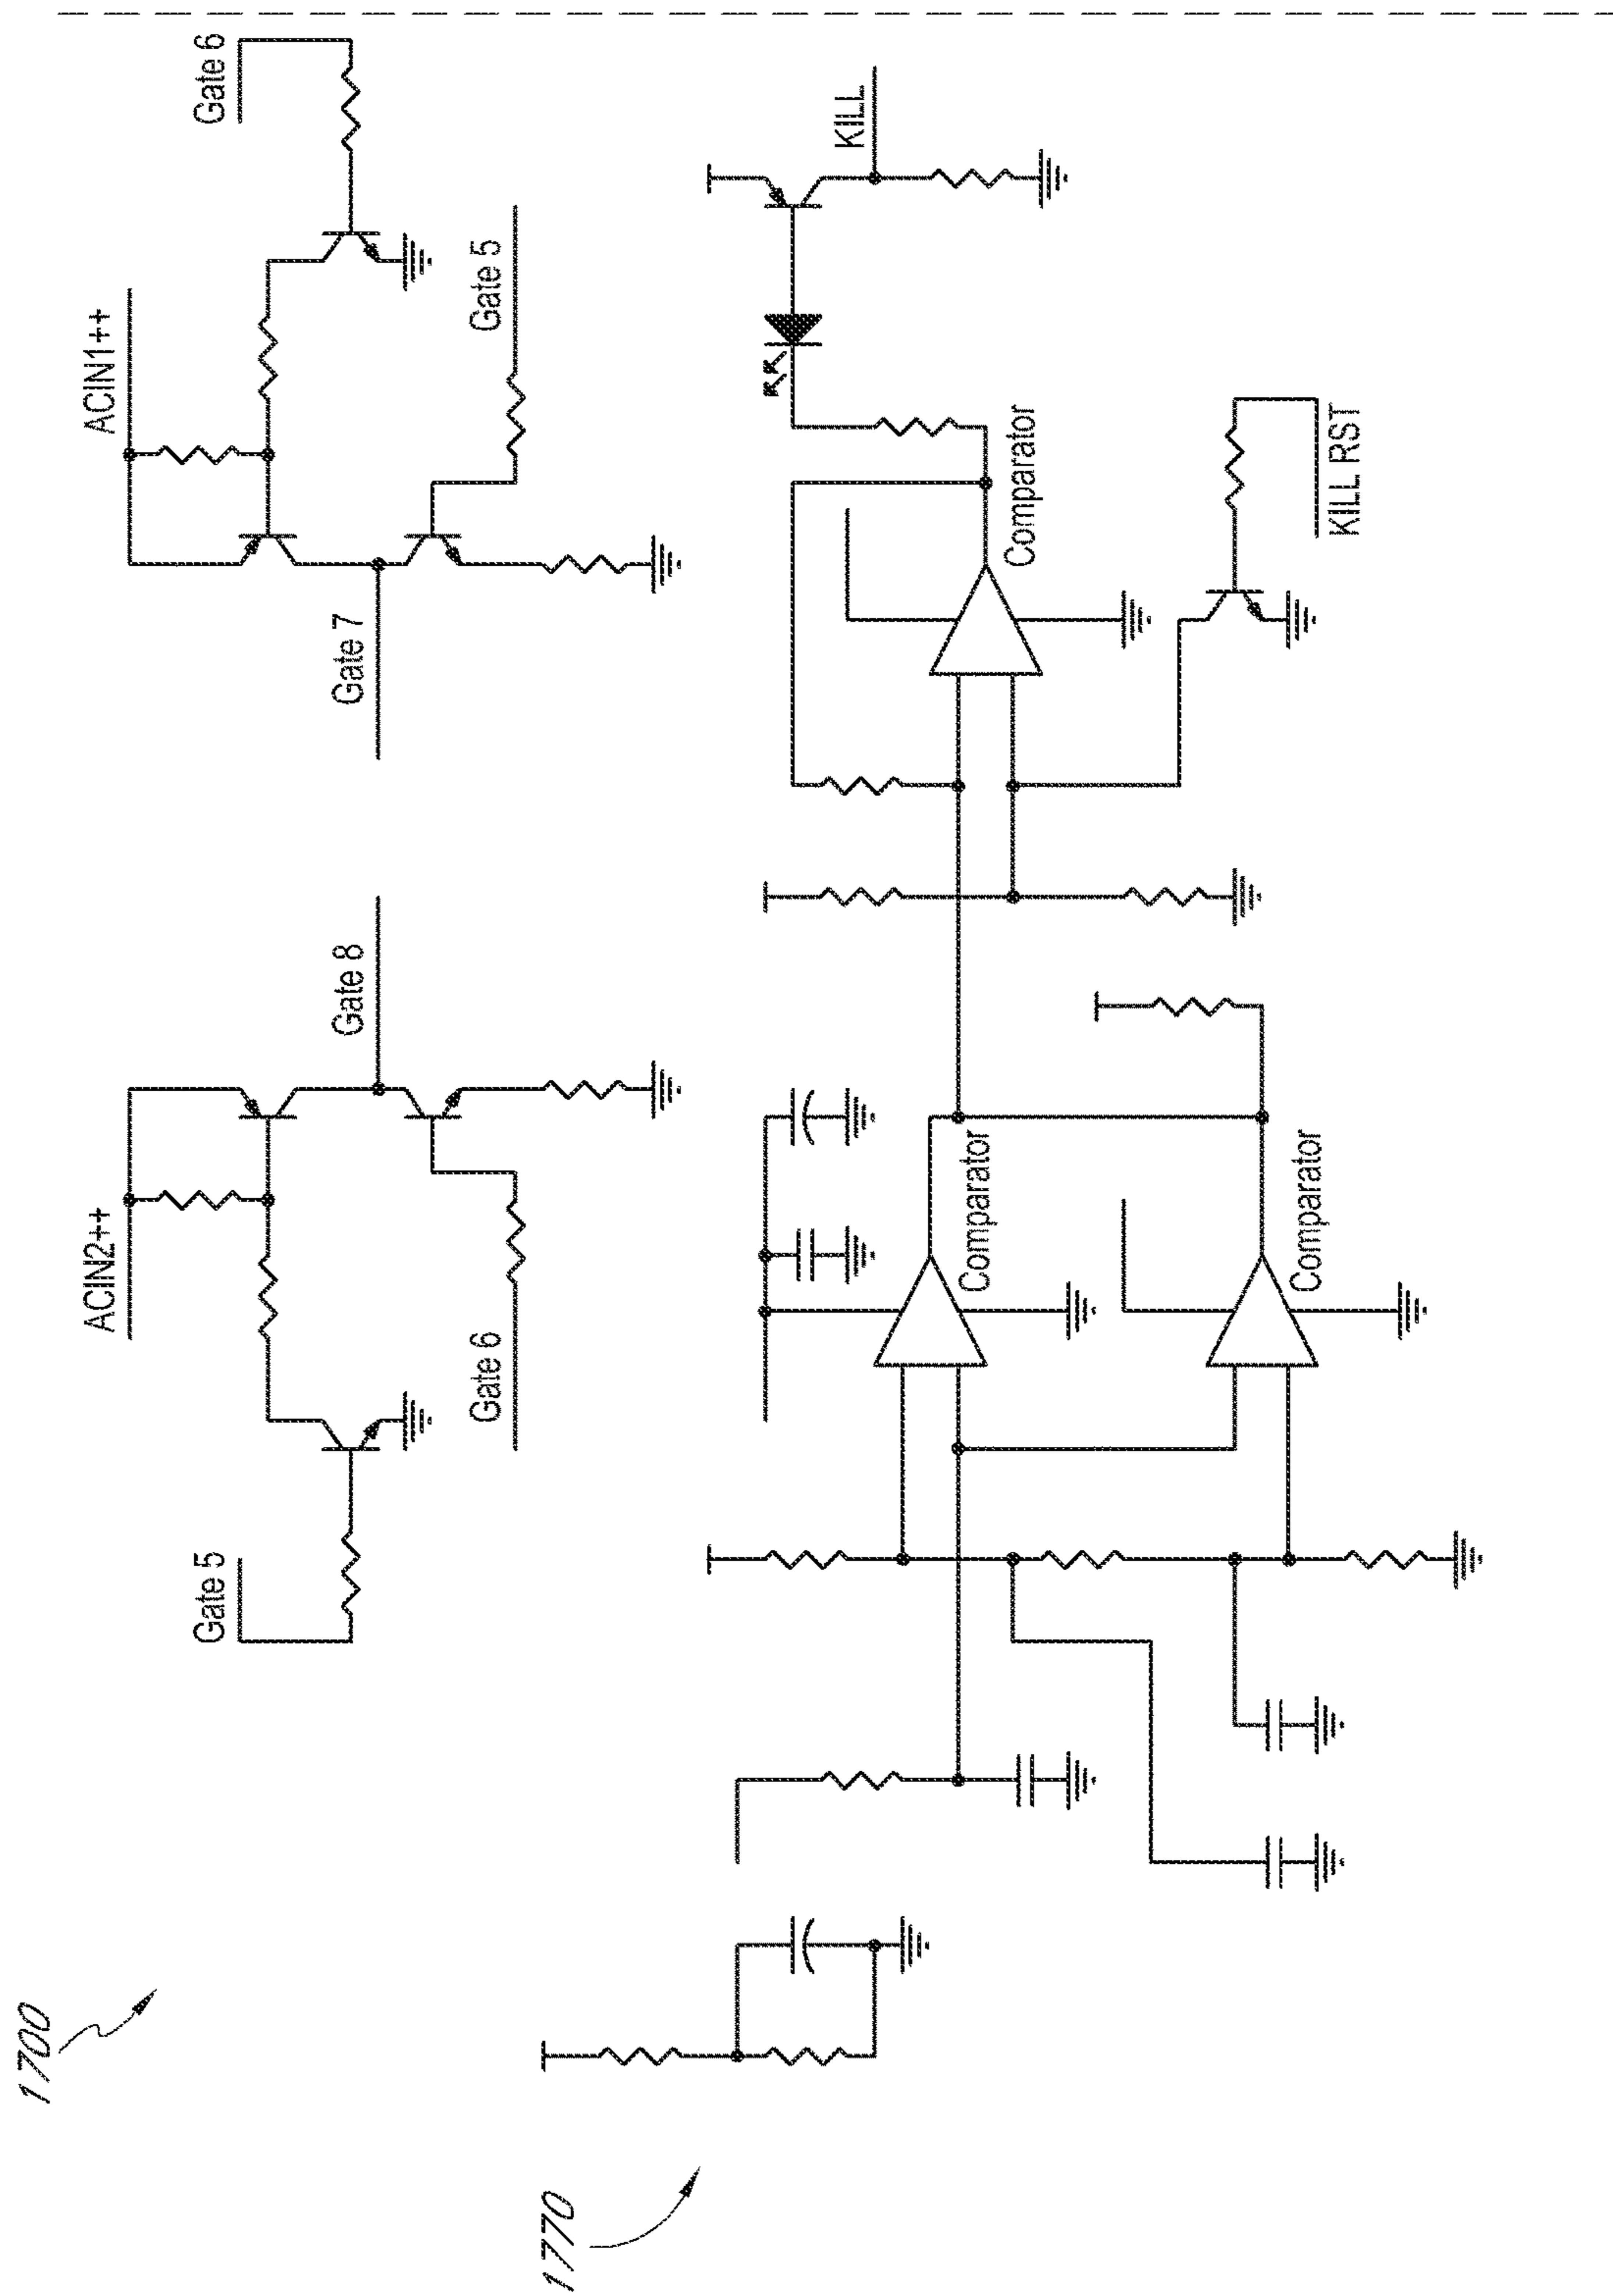 1700
Gate 5
ACIN2++
Gate 6
Gate 8
Gate 7
ACIN1++
Gate 5
Gate 6
1770
Comparator
Comparator
Comparator
KILL RST
KILL